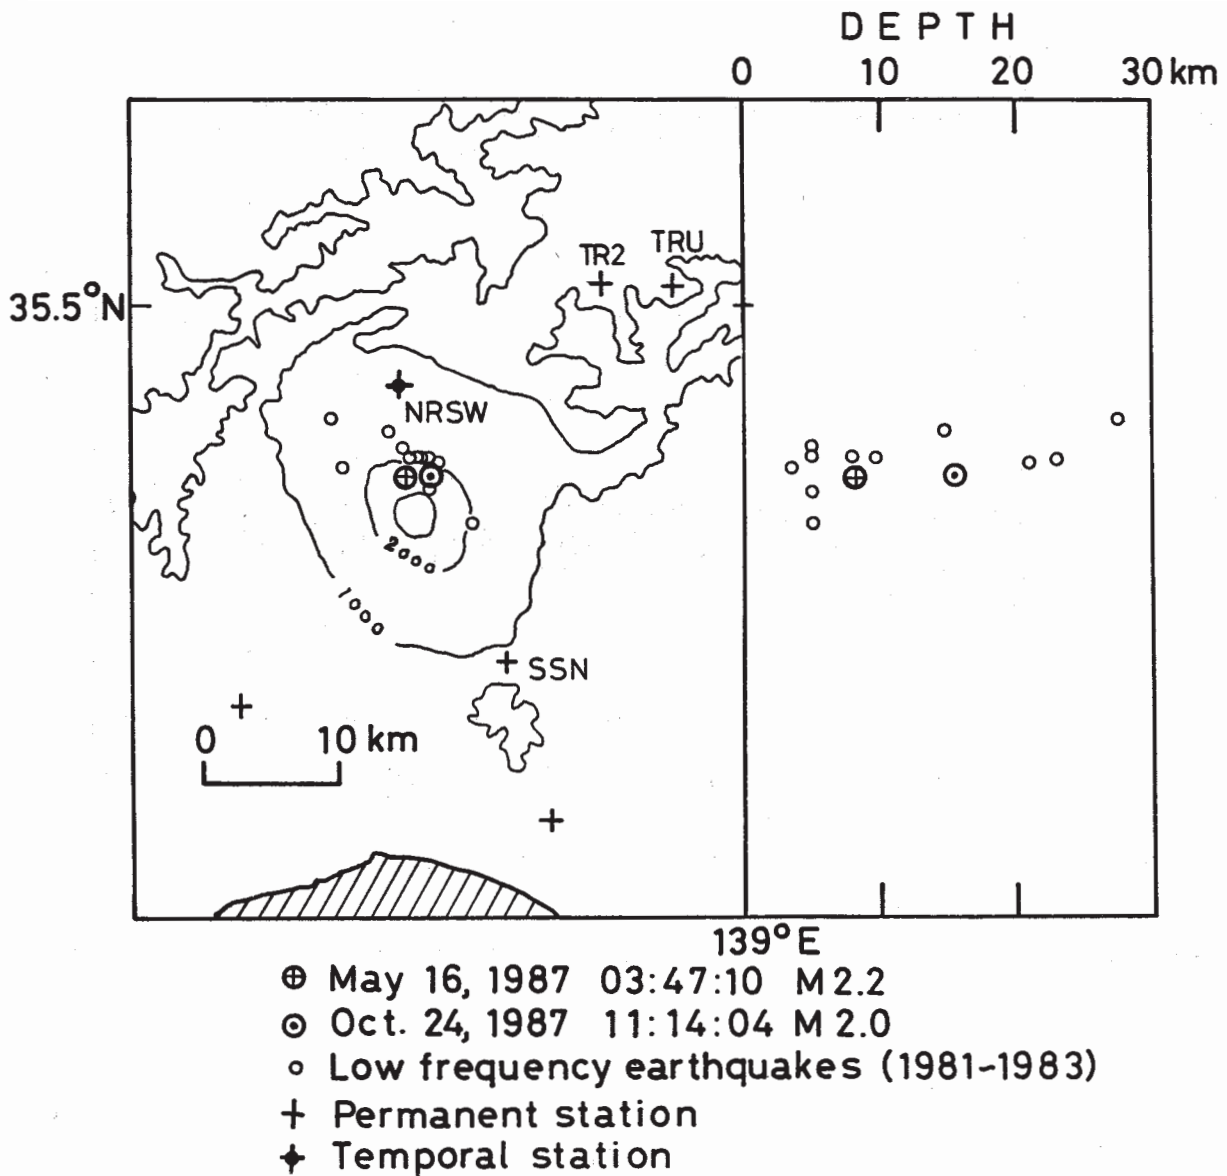 DEPTH
0 10 20 30 km
TR2 TRU
35.5°N
NRSW
2000
1000
SSN
0 10 km
139°E
May 16, 1987 03:47:10 M 2.2
Oct. 24, 1987 11:14:04 M 2.0
Low frequency earthquakes (1981-1983)
Permanent station
Temporal station